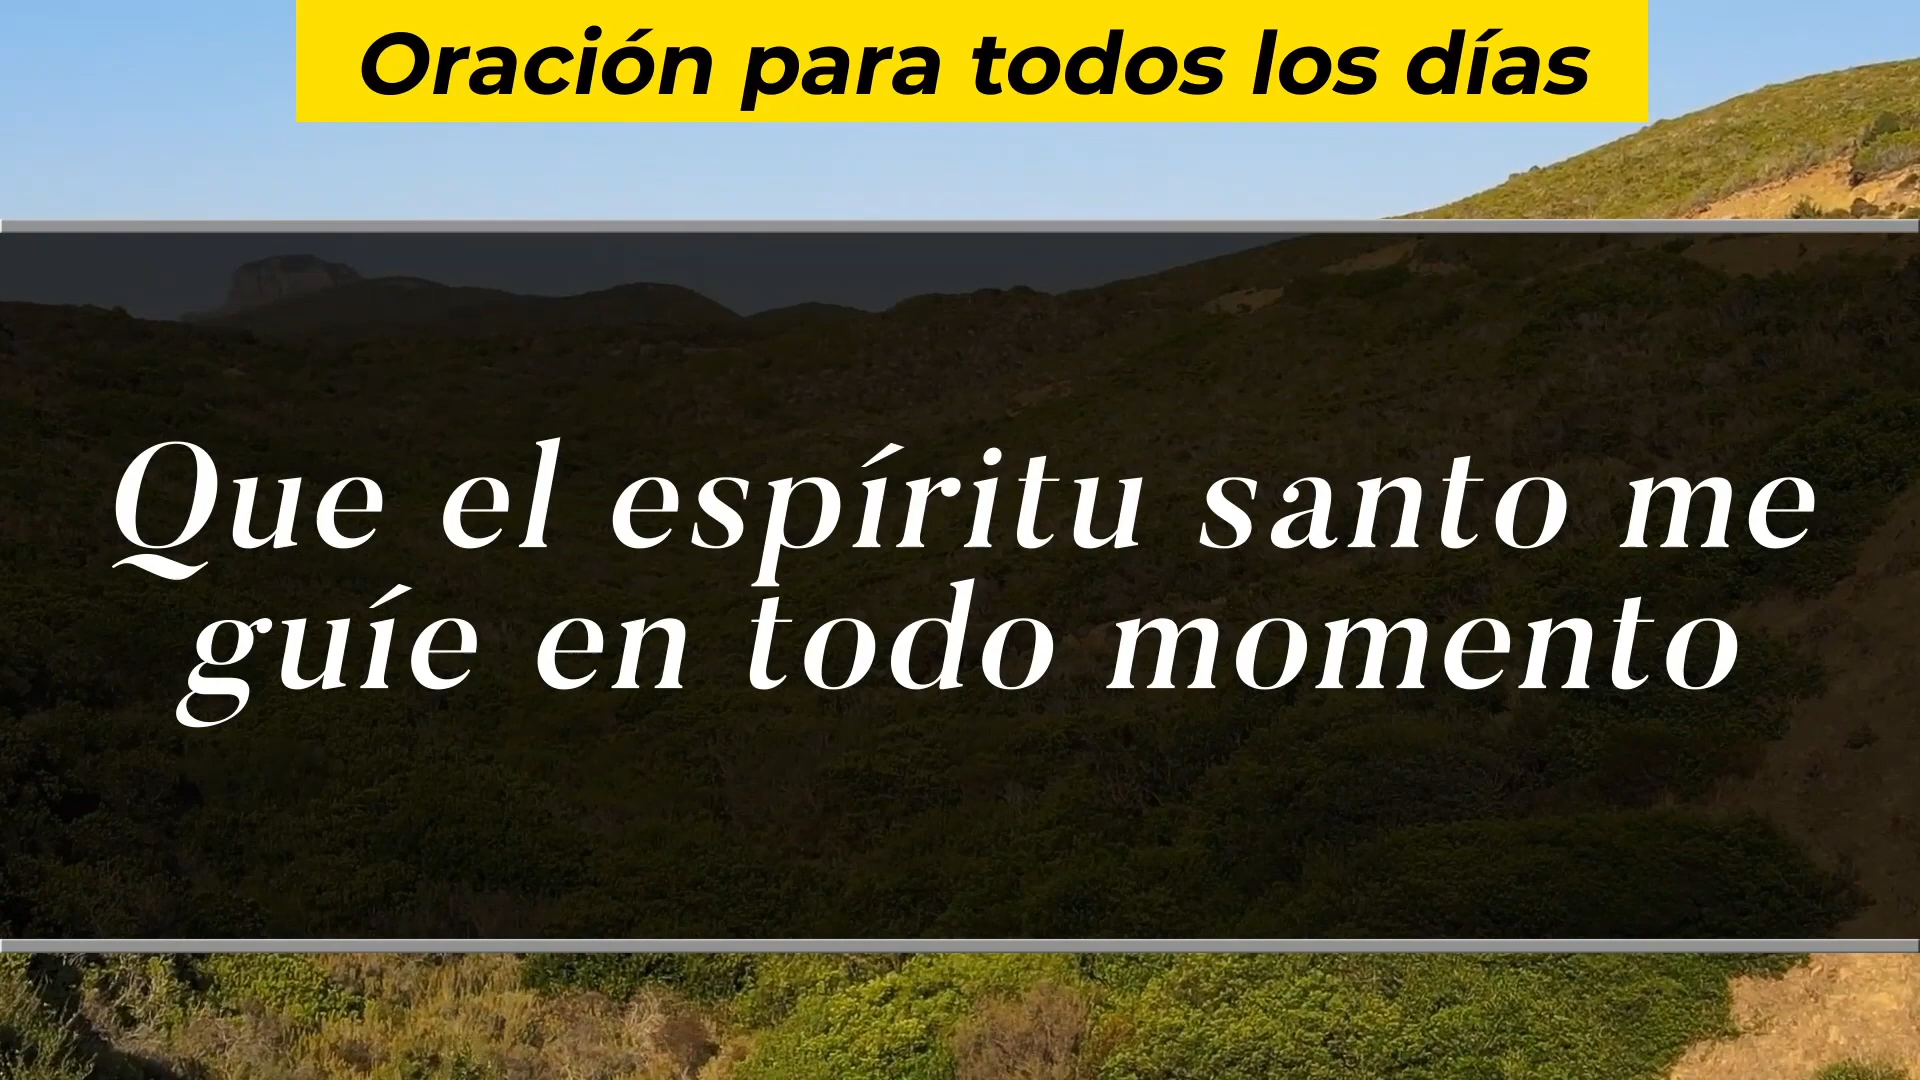 Oración para todos los días
Que el espíritu santo me
guíe en todo momento